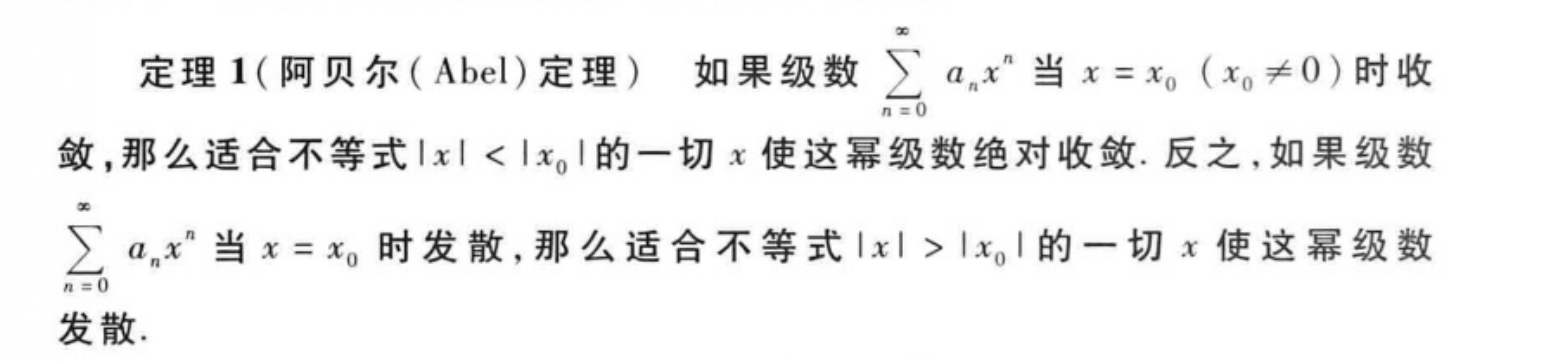 定理 1(阿贝尔(Abel)定理) 如果级数 $\sum_{n=0}^{\infty} a_n x^n$ 当 $x = x_0$ ($x_0 \neq 0$)时收
敛,那么适合不等式$|x| < |x_0|$的一切 $x$ 使这幂级数绝对收敛. 反之,如果级数
$\sum_{n=0}^{\infty} a_n x^n$ 当 $x = x_0$ 时发散,那么适合不等式$|x| > |x_0|$的一切 $x$ 使这幂级数
发散.